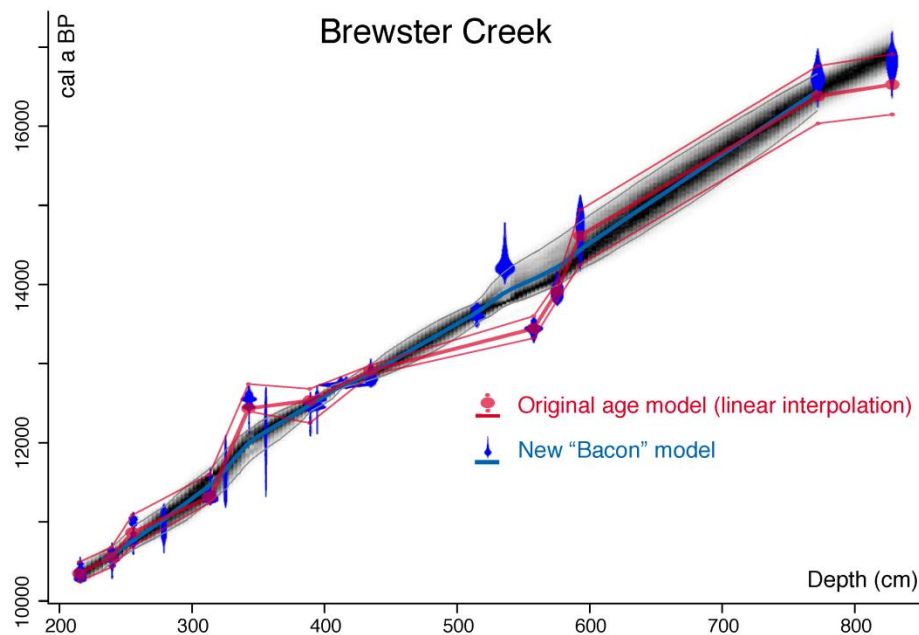 Brewster Creek
cal a BP
16000
14000
12000
10000
Original age model (linear interpolation)
New “Bacon” model
Depth (cm)
200
300
400
500
600
700
800